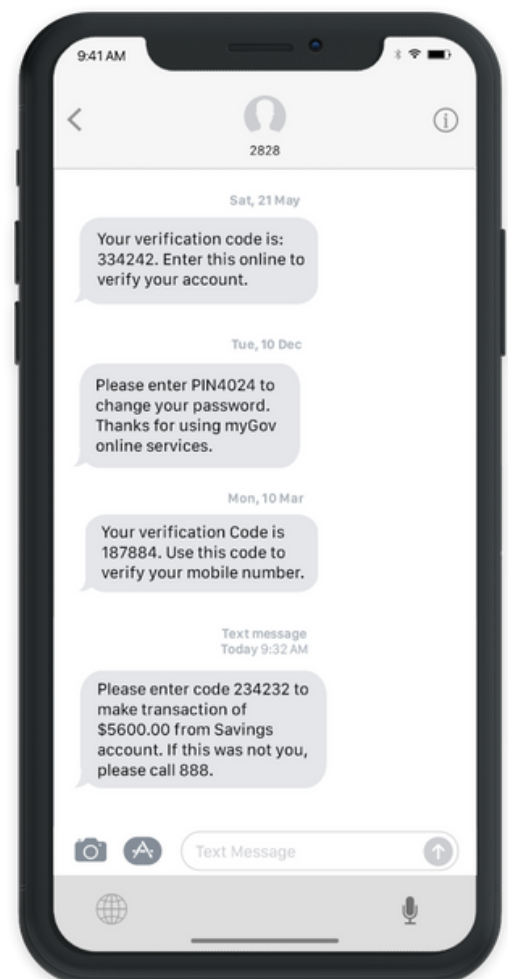 9:41 AM
2828
Sat, 21 May
Your verification code is:
334242. Enter this online to
verify your account.
Tue, 10 Dec
Please enter PIN4024 to
change your password.
Thanks for using myGov
online services.
Mon, 10 Mar
Your verification Code is
187884. Use this code to
verify your mobile number.
Text message
Today 9:32 AM
Please enter code 234232 to
make transaction of
$5600.00 from Savings
account. If this was not you,
please call 888.
Text Message